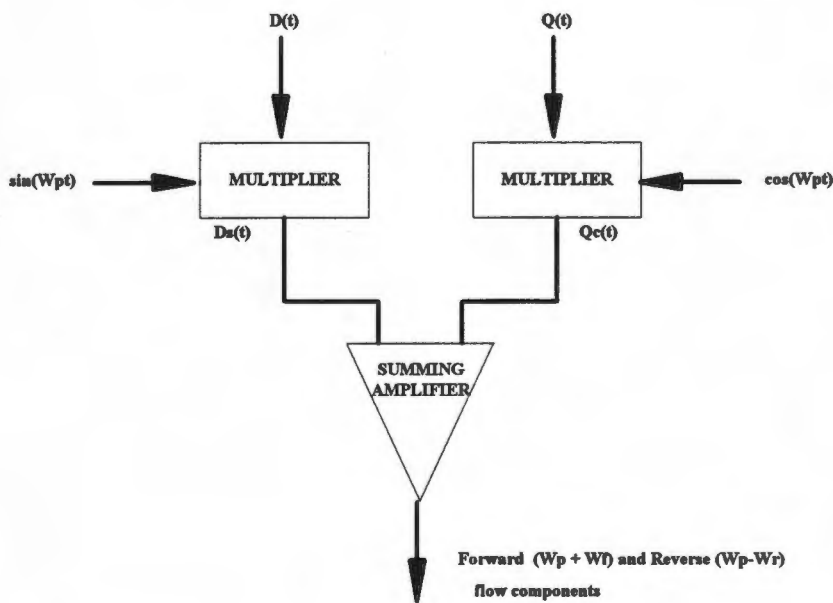 D(t)
Q(t)
sin(Wpt)
MULTIPLIER
MULTIPLIER
cos(Wpt)
Ds(t)
Qc(t)
SUMMING
AMPLIFIER
Forward (Wp + Wf) and Reverse (Wp-Wr)
flow components